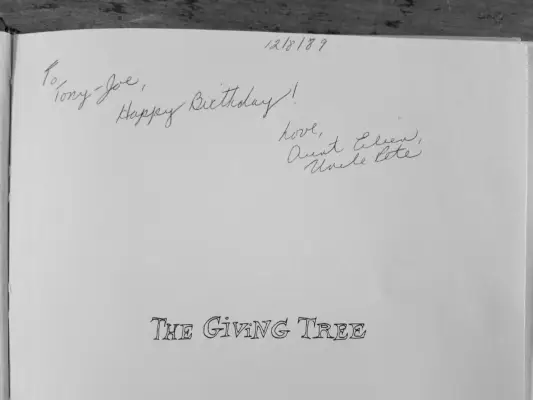 12/8/89
To
Tony-Joe,
Happy Birthday!
Love,
Aunt Eileen,
Uncle Pete
THE GIVING TREE